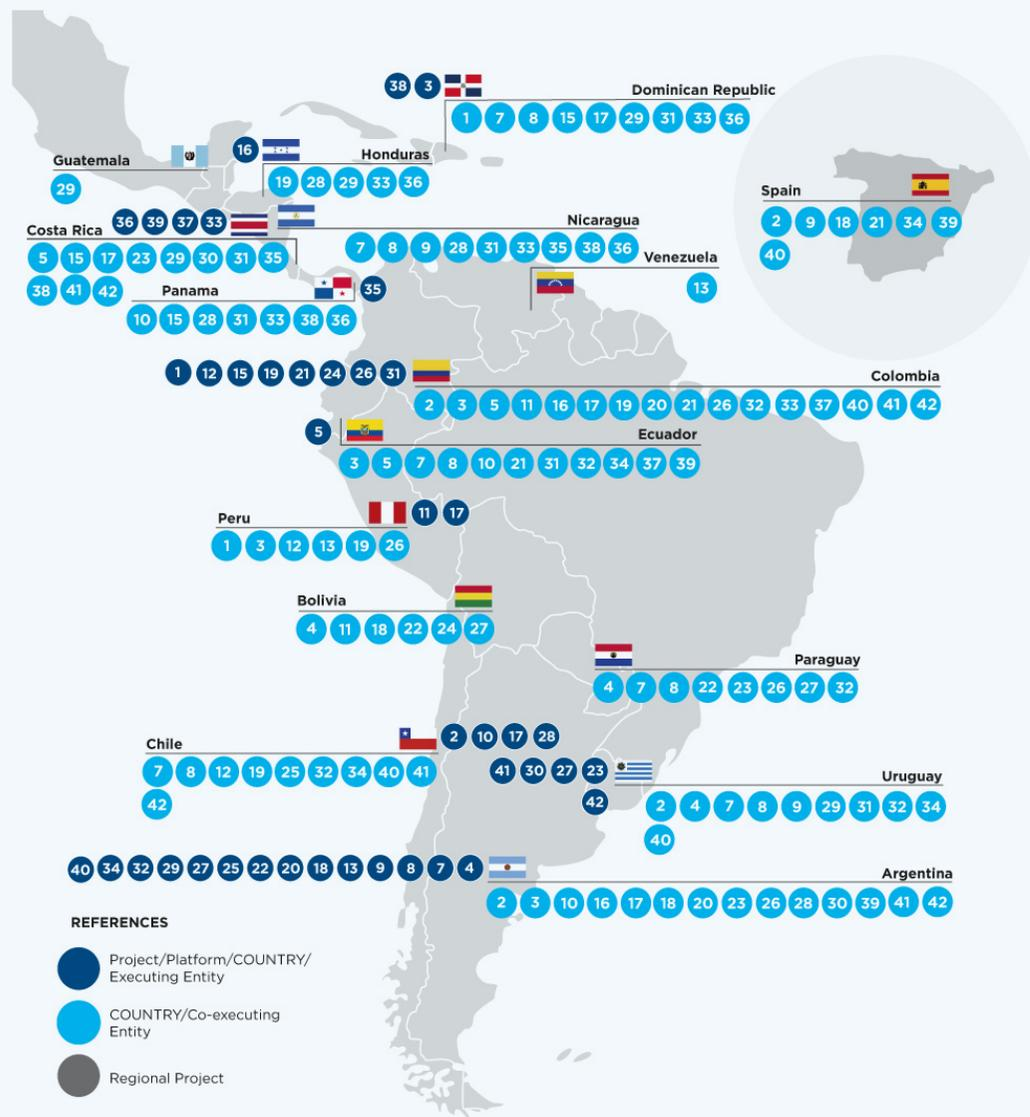 38 3
Dominican Republic
1 7 8 15 17 29 31 33 36
16
Honduras
19 28 29 33 36
Guatemala
29
Spain
2 9 18 21 34 39
40
36 39 37 33
Costa Rica
5 15 17 23 29 30 31 35
38 41 42
Nicaragua
7 8 9 28 31 33 35 38 36
Venezuela
13
35
Panama
10 15 28 31 33 38 36
1 12 15 19 21 24 26 31
Colombia
2 3 5 11 16 17 19 20 21 26 32 33 37 40 41 42
5
Ecuador
3 5 7 8 10 21 31 32 34 37 39
11 17
Peru
1 3 12 13 19 26
Bolivia
4 11 18 22 24 27
Paraguay
4 7 8 22 23 26 27 32
2 10 17 28
Chile
7 8 12 19 25 32 34 40 41
42
41 30 27 23
42
Uruguay
2 4 7 8 9 29 31 32 34
40
40 34 32 29 27 25 22 20 18 13 9 8 7 4
Argentina
2 3 10 16 17 18 20 23 26 28 30 39 41 42
REFERENCES
Project/Platform/COUNTRY/
Executing Entity
COUNTRY/Co-executing
Entity
Regional Project